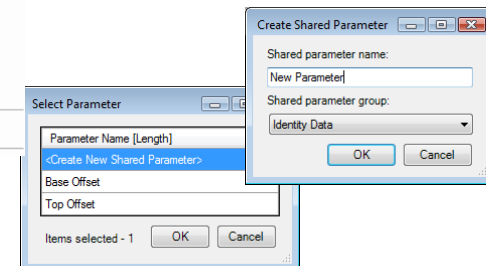 Create Shared Parameter
Shared parameter name:
New Parameter
Shared parameter group:
Identity Data
OK
Cancel
Select Parameter
Parameter Name [Length]
<Create New Shared Parameter>
Base Offset
Top Offset
Items selected - 1
OK
Cancel